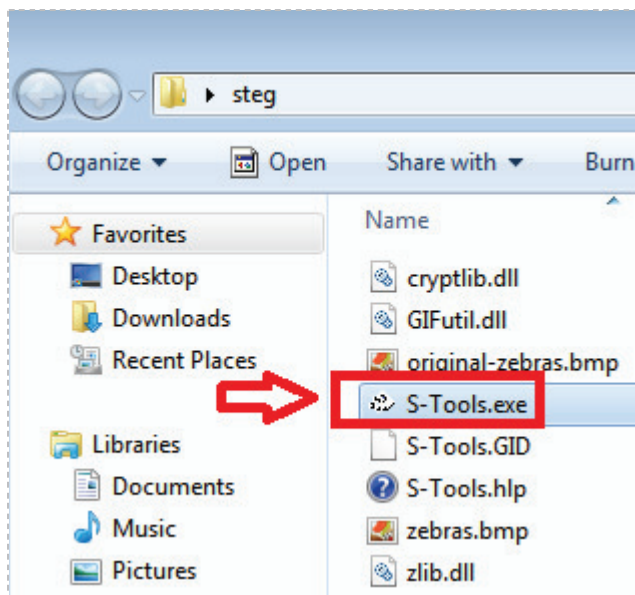 steg
Organize
Open
Share with
Burn
Favorites
Desktop
Downloads
Recent Places
Libraries
Documents
Music
Pictures
Name
cryptlib.dll
GIFutil.dll
original-zebras.bmp
S-Tools.exe
S-Tools.GID
S-Tools.hlp
zebras.bmp
zlib.dll